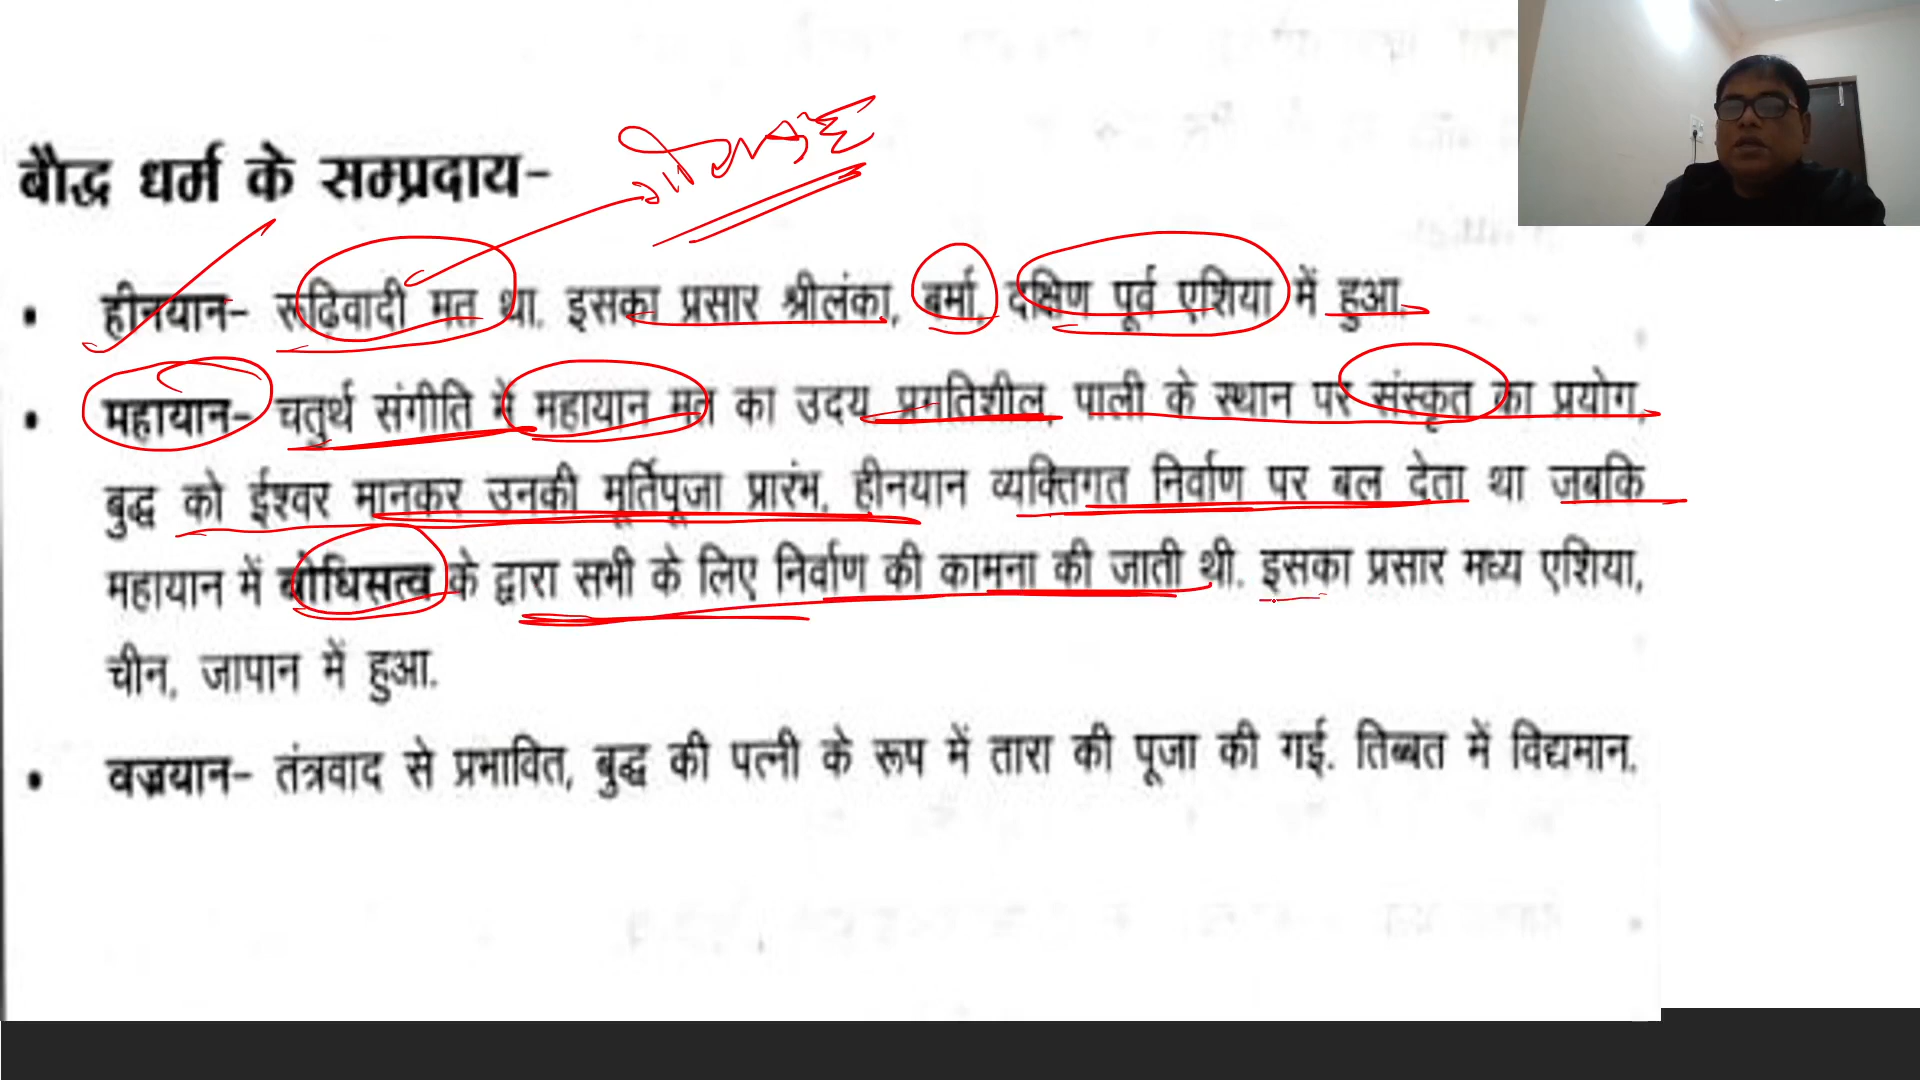 बौद्ध धर्म के सम्प्रदाय-
• हीनयान- रूढिवादी मत था. इसका प्रसार श्रीलंका, बर्मा, दक्षिण पूर्व एशिया में हुआ.
• महायान- चतुर्थ संगीति में महायान मत का उदय प्रगतिशील, पाली के स्थान पर संस्कृत का प्रयोग,
बुद्ध को ईश्वर मानकर उनकी मूर्तिपूजा प्रारंभ, हीनयान व्यक्तिगत निर्वाण पर बल देता था जबकि
महायान में बोधिसत्व के द्वारा सभी के लिए निर्वाण की कामना की जाती थी. इसका प्रसार मध्य एशिया,
चीन, जापान में हुआ.
• वज्रयान- तंत्रवाद से प्रभावित, बुद्ध की पत्नी के रूप में तारा की पूजा की गई. तिब्बत में विद्यमान.